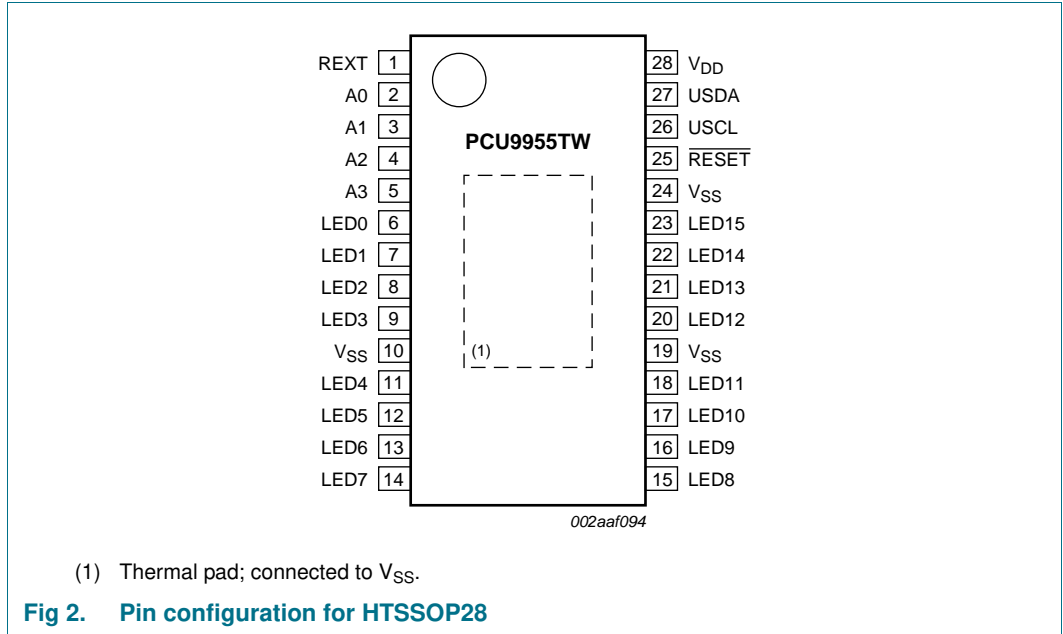 REXT 1 28 VDD
A0 2 27 USDA
A1 3 26 USCL
PCU9955TW
A2 4 25 RESET
A3 5 24 VSS
LED0 6 23 LED15
LED1 7 22 LED14
LED2 8 21 LED13
LED3 9 20 LED12
VSS 10 (1) 19 VSS
LED4 11 18 LED11
LED5 12 17 LED10
LED6 13 16 LED9
LED7 14 15 LED8
002aaf094
(1) Thermal pad; connected to VSS.
Fig 2. Pin configuration for HTSSOP28